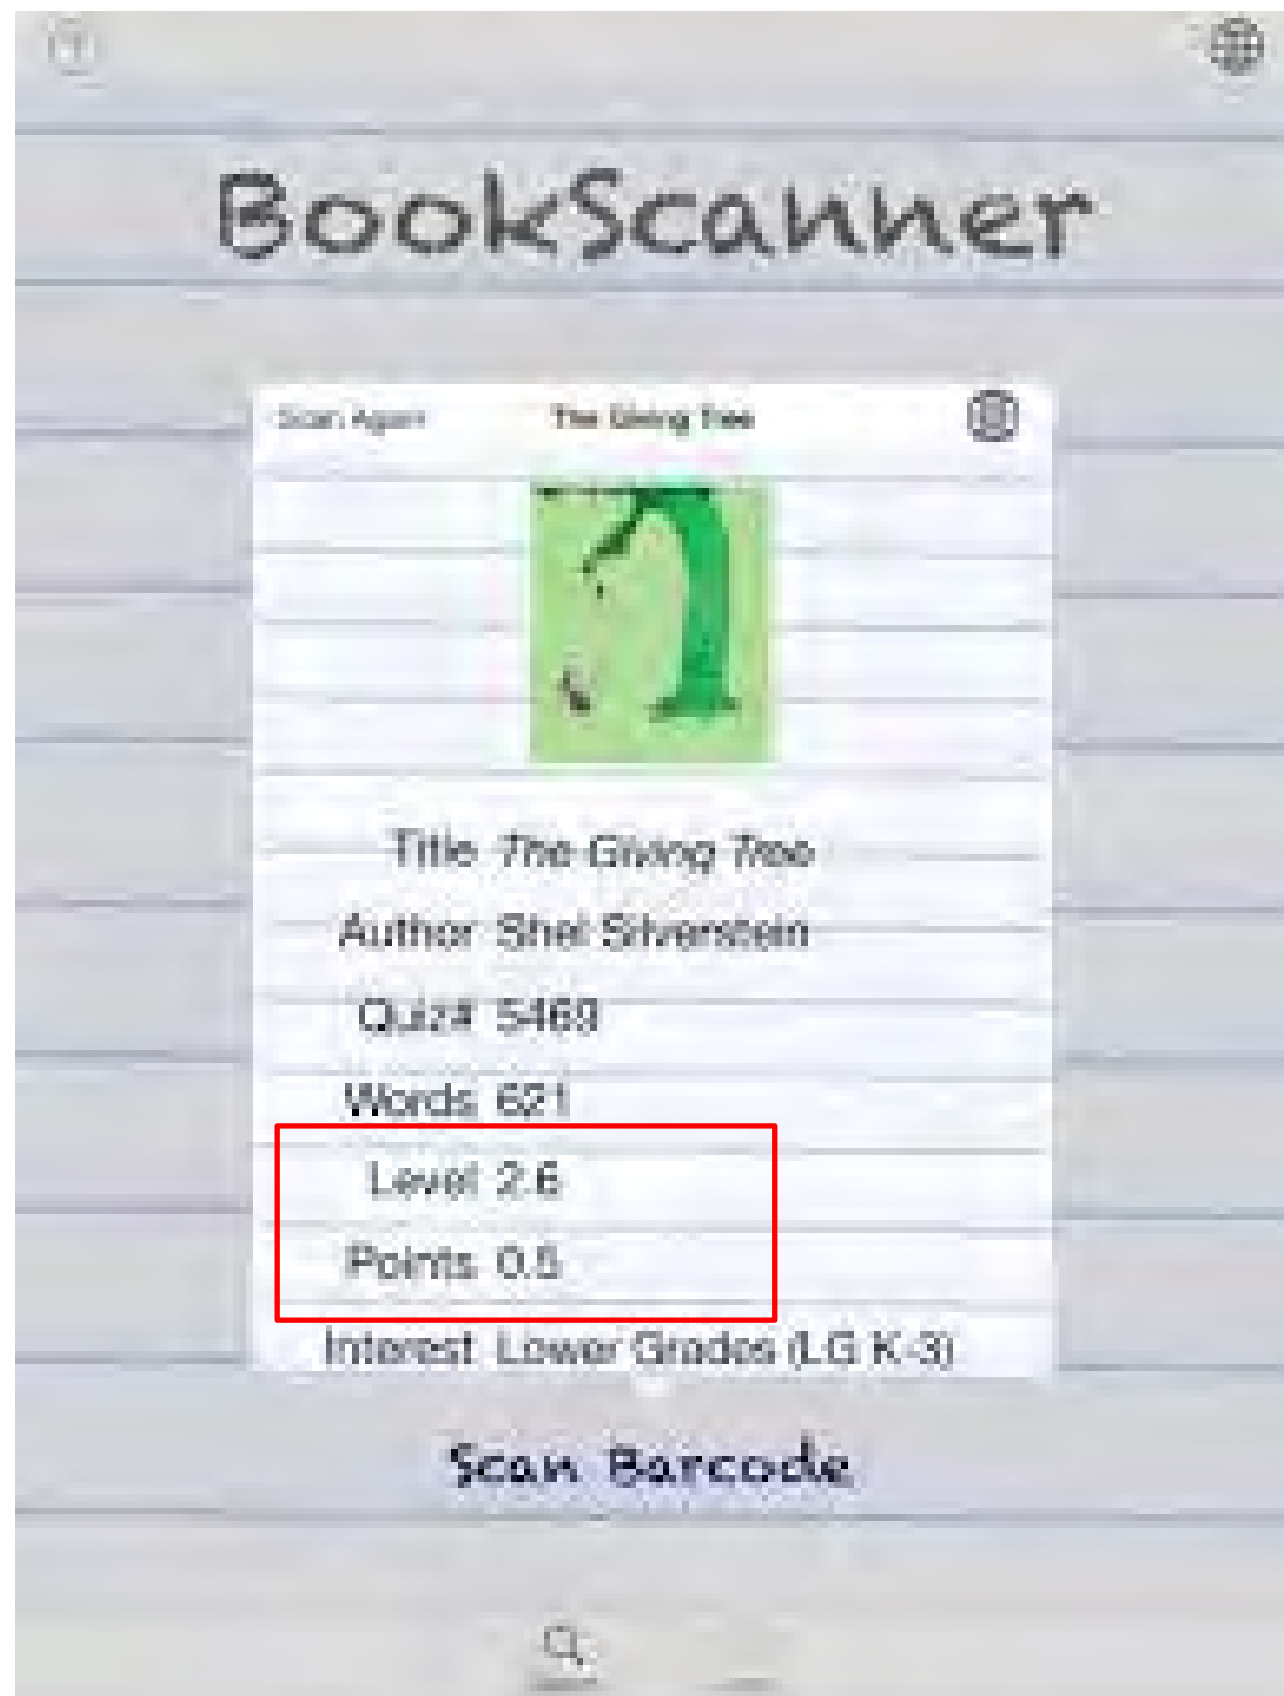 BookScanner
Scan Again The Giving Tree
Title The Giving Tree
Author Shel Silverstein
Quiz# 5469
Words 621
Level 2.6
Points 0.5
Interest Lower Grades (LG K-3)
Scan Barcode